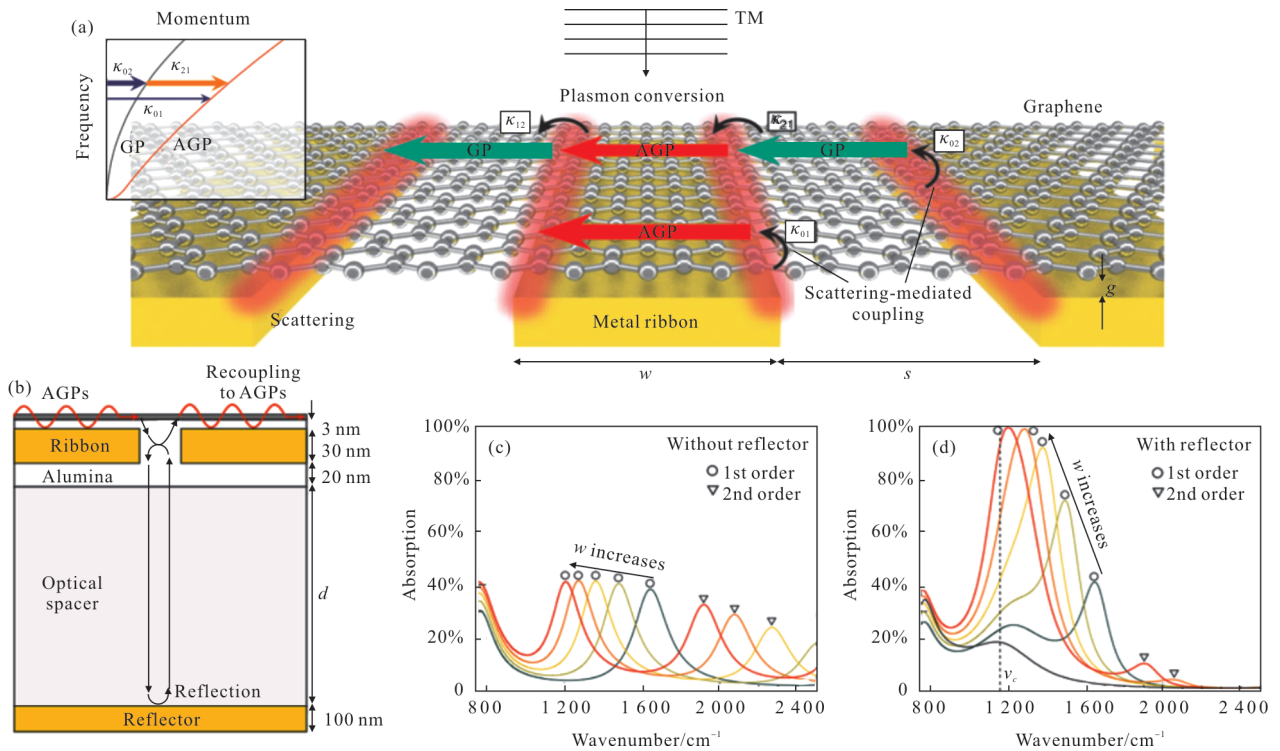 (a)
Momentum
Frequency
κ₀₂
κ₂₁
κ₀₁
GP
AGP
TM
Plasmon conversion
Graphene
κ₁₂
κ₂₁
κ₀₂
GP
AGP
GP
AGP
κ₀₁
Scattering-mediated
coupling
g
Scattering
Metal ribbon
w
s
(b)
AGPs
Recoupling
to AGPs
Ribbon
Alumina
3 nm
30 nm
20 nm
Optical
spacer
d
Reflection
Reflector
100 nm
(c)
Without reflector
1st order
2nd order
w increases
Absorption
100%
80%
60%
40%
20%
0
800
1 200
1 600
2 000
2 400
Wavenumber/cm⁻¹
(d)
With reflector
1st order
2nd order
w increases
ν_c
Absorption
100%
80%
60%
40%
20%
0
800
1 200
1 600
2 000
2 400
Wavenumber/cm⁻¹